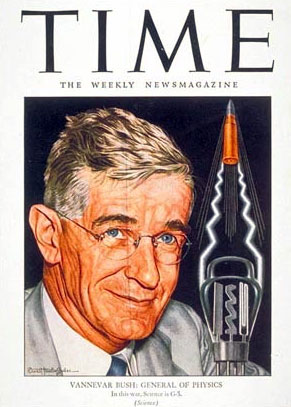 TIME
THE WEEKLY NEWSMAGAZINE
VANNEVAR BUSH: GENERAL OF PHYSICS
In this war, Science is G-5.
(Science)